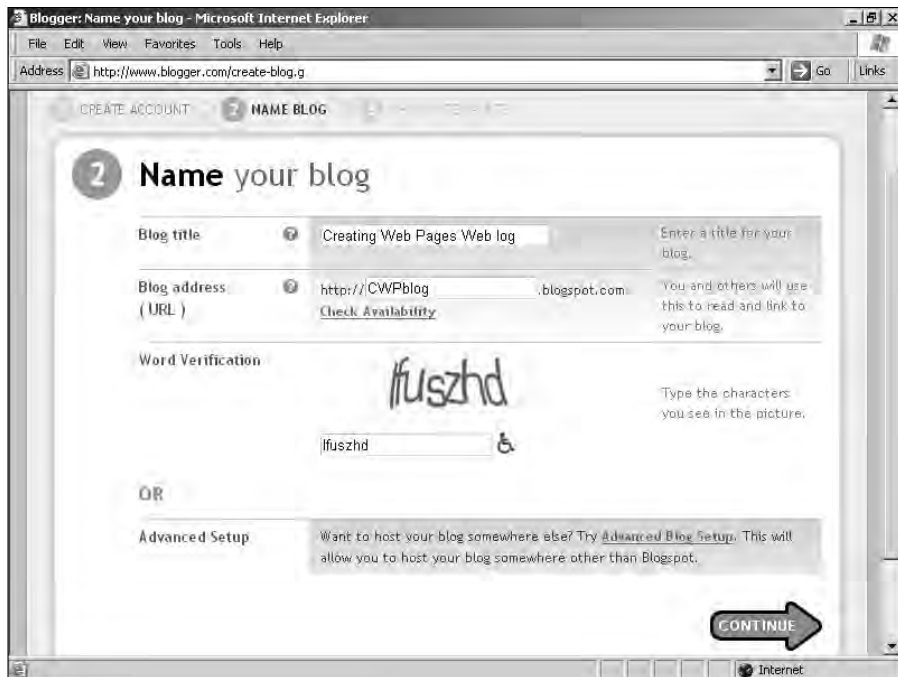 Blogger: Name your blog - Microsoft Internet Explorer
File Edit View Favorites Tools Help
Address http://www.blogger.com/create-blog.g Go Links
CREATE ACCOUNT 2 NAME BLOG
2 Name your blog
Blog title ? Creating Web Pages Web log Enter a title for your
blog.
Blog address ? http:// CWPblog .blogspot.com You and others will use
( URL ) Check Availability this to read and link to
your blog.
Word Verification
lfuszhd
Type the characters
you see in the picture.
lfuszhd
OR
Advanced Setup Want to host your blog somewhere else? Try Advanced Blog Setup. This will
allow you to host your blog somewhere other than Blogspot.
CONTINUE
Internet